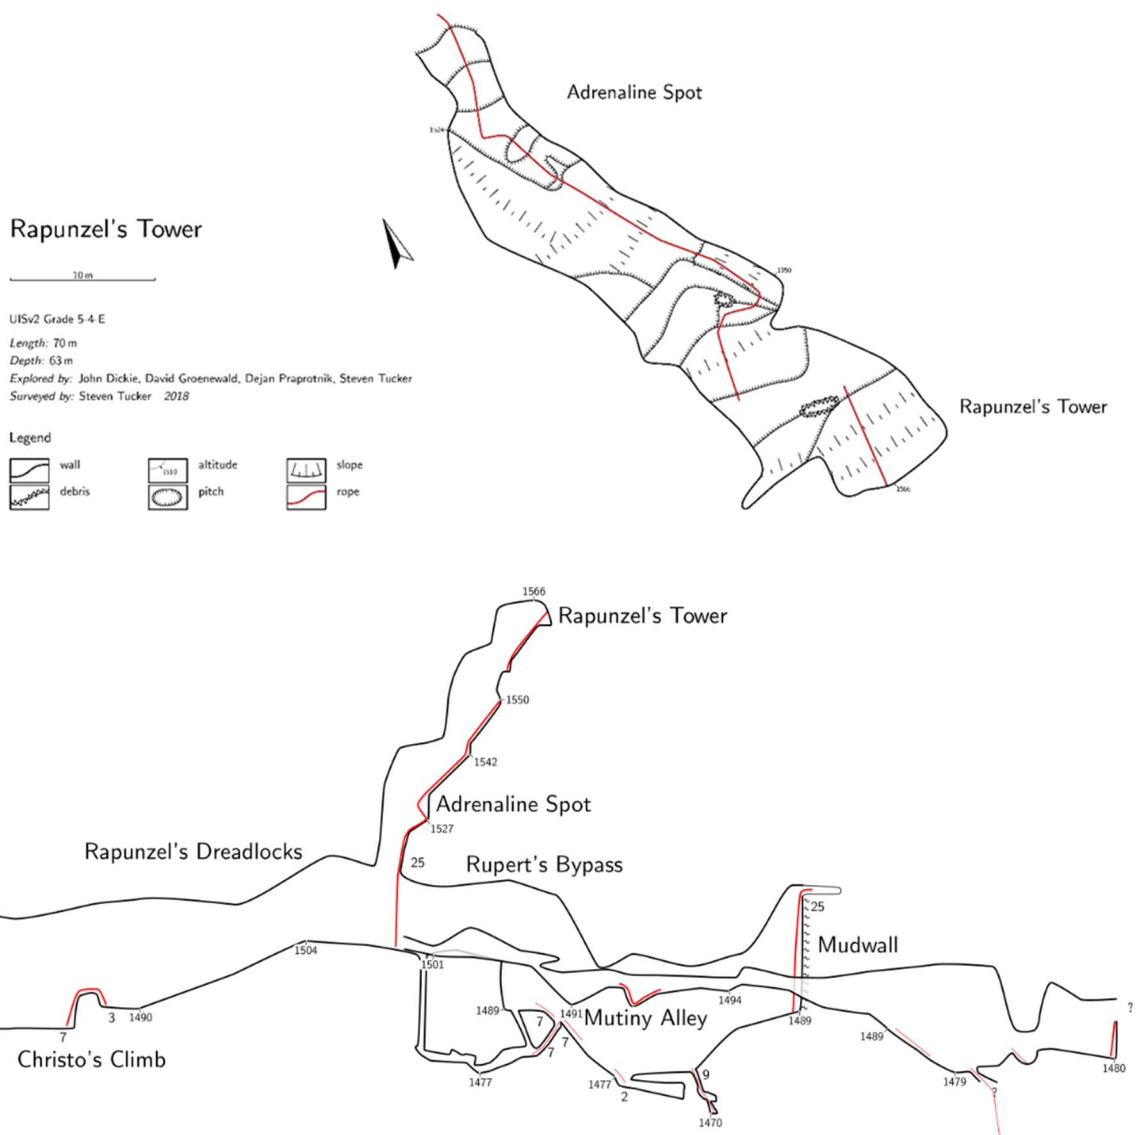 Adrenaline Spot
1524
Rapunzel's Tower
10 m
1550
UISv2 Grade 5-4-E
Length: 70 m
Depth: 63 m
Explored by: John Dickie, David Groenewald, Dejan Praprotnik, Steven Tucker
Surveyed by: Steven Tucker 2018
Rapunzel's Tower
Legend
wall
altitude
slope
1510
debris
pitch
rope
1566
1566
Rapunzel's Tower
1550
1542
Adrenaline Spot
1527
Rapunzel's Dreadlocks
25
Rupert's Bypass
25
Mudwall
1504
1501
1494
?
7
3
1490
1489
7
1491
Mutiny Alley
1489
1489
Christo's Climb
7
7
1477
1477
2
9
1479
?
1480
1470